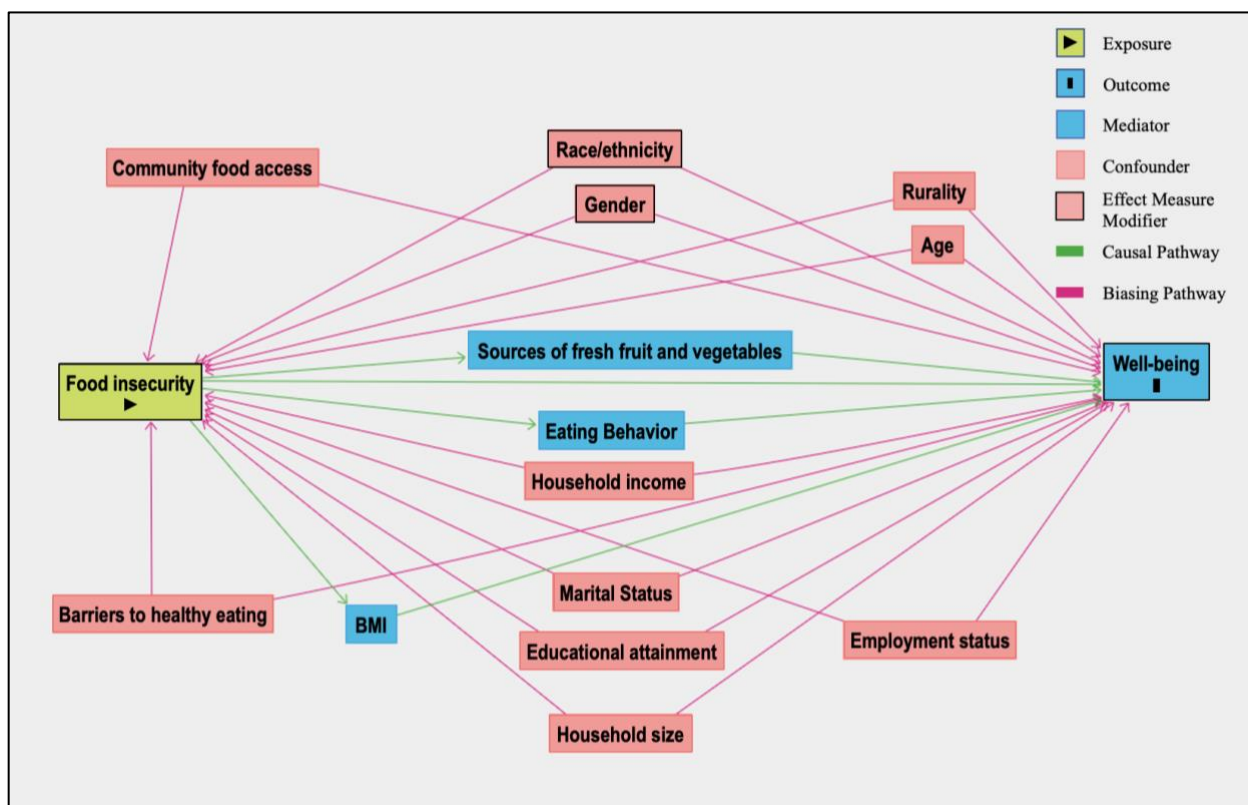 Exposure
Outcome
Mediator
Confounder
Effect Measure
Modifier
Causal Pathway
Biasing Pathway
Race/ethnicity
Community food access
Rurality
Gender
Age
Sources of fresh fruit and vegetables
Food insecurity
Well-being
Eating Behavior
Household income
Marital Status
Barriers to healthy eating
BMI
Educational attainment
Employment status
Household size